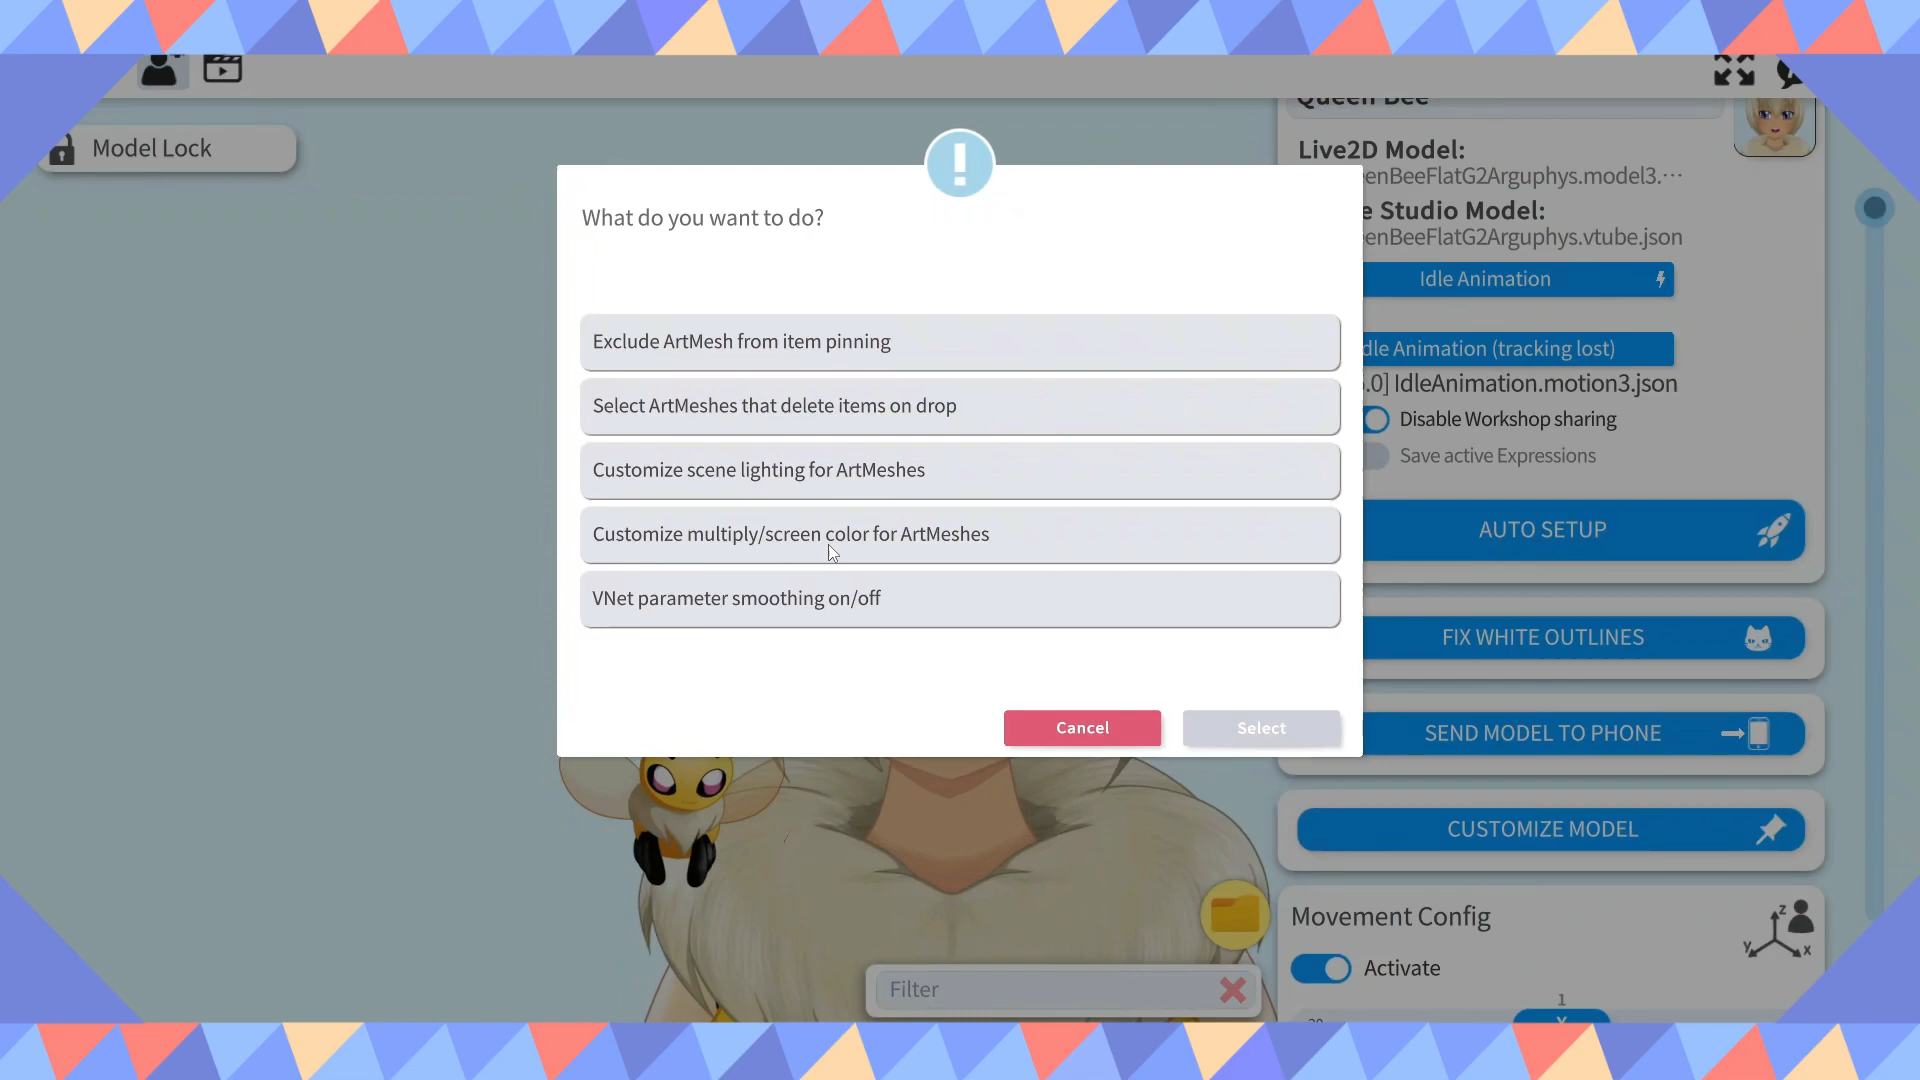 Model Lock
Queen Bee
Live2D Model:
enBeeFlatG2Arguphys.model3.···
e Studio Model:
enBeeFlatG2Arguphys.vtube.json
Idle Animation
dle Animation (tracking lost)
.0] IdleAnimation.motion3.json
Disable Workshop sharing
Save active Expressions
AUTO SETUP
FIX WHITE OUTLINES
SEND MODEL TO PHONE
CUSTOMIZE MODEL
Movement Config
z
y
x
Activate
1
X
What do you want to do?
Exclude ArtMesh from item pinning
Select ArtMeshes that delete items on drop
Customize scene lighting for ArtMeshes
Customize multiply/screen color for ArtMeshes
VNet parameter smoothing on/off
Cancel
Select
Filter